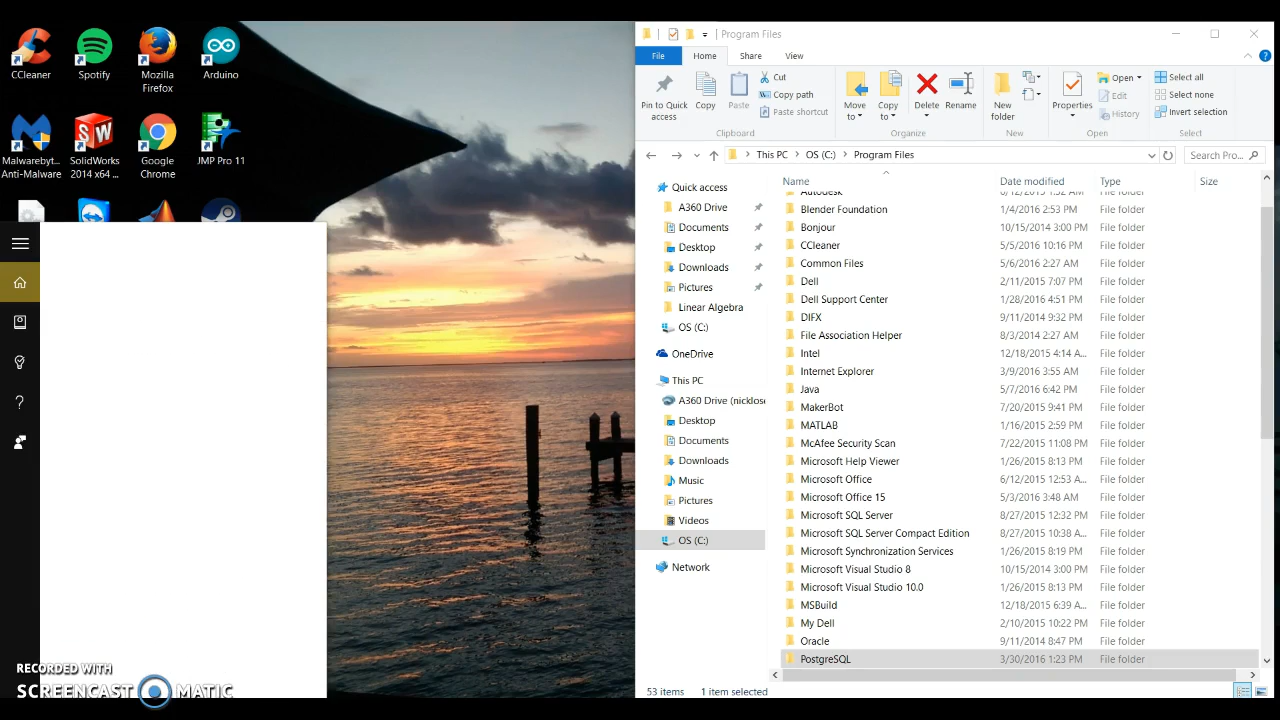 CCleaner
Spotify
Mozilla
Firefox
Arduino
Malwareby...
Anti-Malware
SolidWorks
2014 x64 ...
Google
Chrome
JMP Pro 11
RECORDED WITH
SCREENCAST MATIC
Program Files
File
Home
Share
View
Pin to Quick
access
Copy
Paste
Cut
Copy path
Paste shortcut
Clipboard
Move
to
Copy
to
Delete
Rename
Organize
New
folder
New
Properties
Open
Edit
History
Open
Select all
Select none
Invert selection
Select
This PC > OS (C:) > Program Files
Search Pro...
Quick access
A360 Drive
Documents
Desktop
Downloads
Pictures
Linear Algebra
OS (C:)
OneDrive
This PC
A360 Drive (nicklose
Desktop
Documents
Downloads
Music
Pictures
Videos
OS (C:)
Network
Name Date modified Type Size
Autodesk
Blender Foundation 1/4/2016 2:53 PM File folder
Bonjour 10/15/2014 3:00 PM File folder
CCleaner 5/5/2016 10:16 PM File folder
Common Files 5/6/2016 2:27 AM File folder
Dell 2/11/2015 7:07 PM File folder
Dell Support Center 1/28/2016 4:51 PM File folder
DIFX 9/11/2014 9:32 PM File folder
File Association Helper 8/3/2014 2:27 AM File folder
Intel 12/18/2015 4:14 A... File folder
Internet Explorer 3/9/2016 3:55 AM File folder
Java 5/7/2016 6:42 PM File folder
MakerBot 7/20/2015 9:41 PM File folder
MATLAB 1/16/2015 2:59 PM File folder
McAfee Security Scan 7/22/2015 11:08 PM File folder
Microsoft Help Viewer 1/26/2015 8:13 PM File folder
Microsoft Office 6/12/2015 12:53 A... File folder
Microsoft Office 15 5/3/2016 3:48 AM File folder
Microsoft SQL Server 8/27/2015 12:32 PM File folder
Microsoft SQL Server Compact Edition 8/27/2015 10:38 A... File folder
Microsoft Synchronization Services 1/26/2015 8:19 PM File folder
Microsoft Visual Studio 8 10/15/2014 3:00 PM File folder
Microsoft Visual Studio 10.0 1/26/2015 8:13 PM File folder
MSBuild 12/18/2015 6:39 A... File folder
My Dell 2/10/2015 10:22 PM File folder
Oracle 9/11/2014 8:47 PM File folder
PostgreSQL 3/30/2016 1:23 PM File folder
53 items 1 item selected